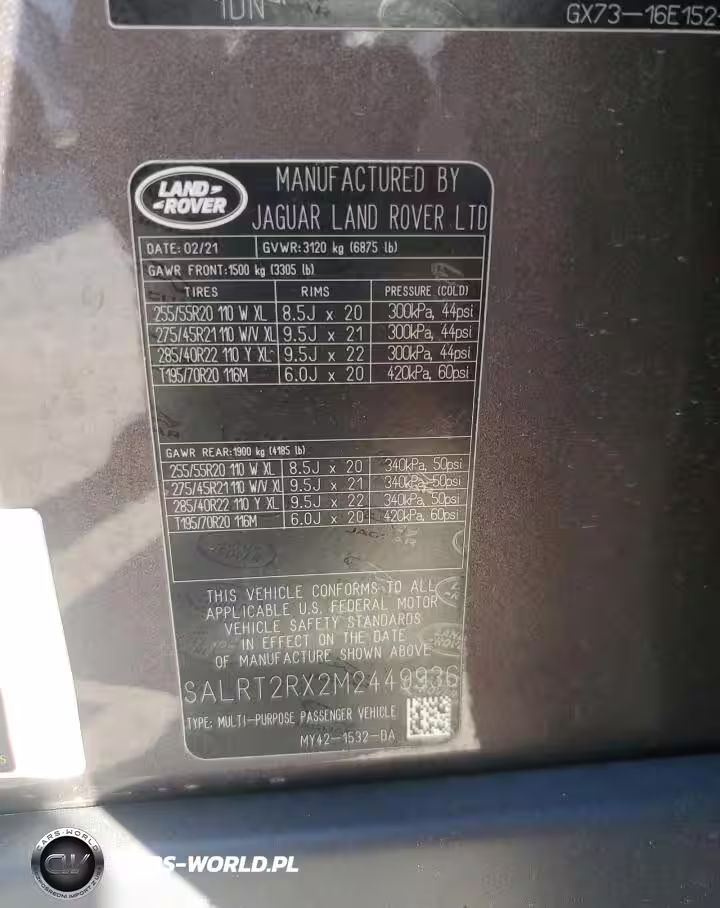 1DN
GX73-16E152
LAND-
-ROVER
MANUFACTURED BY
JAGUAR LAND ROVER LTD
DATE: 02/21 GVWR:3120 kg (6875 lb)
GAWR FRONT:1500 kg (3305 lb)
TIRES RIMS PRESSURE (COLD)
255/55R20 110 W XL 8.5J x 20 300kPa, 44psi
275/45R21 110 W/V XL 9.5J x 21 300kPa, 44psi
285/40R22 110 Y XL 9.5J x 22 300kPa, 44psi
T195/70R20 116M 6.0J x 20 420kPa, 60psi
GAWR REAR:1900 kg (4185 lb)
255/55R20 110 W XL 8.5J x 20 340kPa, 50psi
275/45R21 110 W/V XL 9.5J x 21 340kPa, 50psi
285/40R22 110 Y XL 9.5J x 22 340kPa, 50psi
T195/70R20 116M 6.0J x 20 420kPa, 60psi
THIS VEHICLE CONFORMS TO ALL
APPLICABLE U.S. FEDERAL MOTOR
VEHICLE SAFETY STANDARDS
IN EFFECT ON THE DATE
OF MANUFACTURE SHOWN ABOVE
SALRT2RX2M2449936
TYPE: MULTI-PURPOSE PASSENGER VEHICLE
MY42-1532-DA
CARS-WORLD
CW
CARS-WORLD.PL